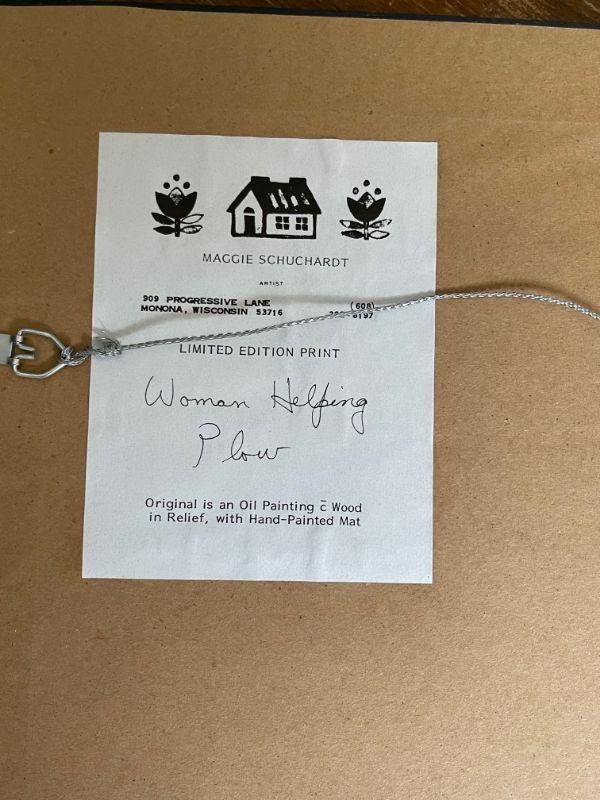 MAGGIE SCHUCHARDT
ARTIST
909 PROGRESSIVE LANE
MONONA, WISCONSIN 53716
(608)
LIMITED EDITION PRINT
Woman Helping
Plow
Original is an Oil Painting c̄ Wood
in Relief, with Hand-Painted Mat